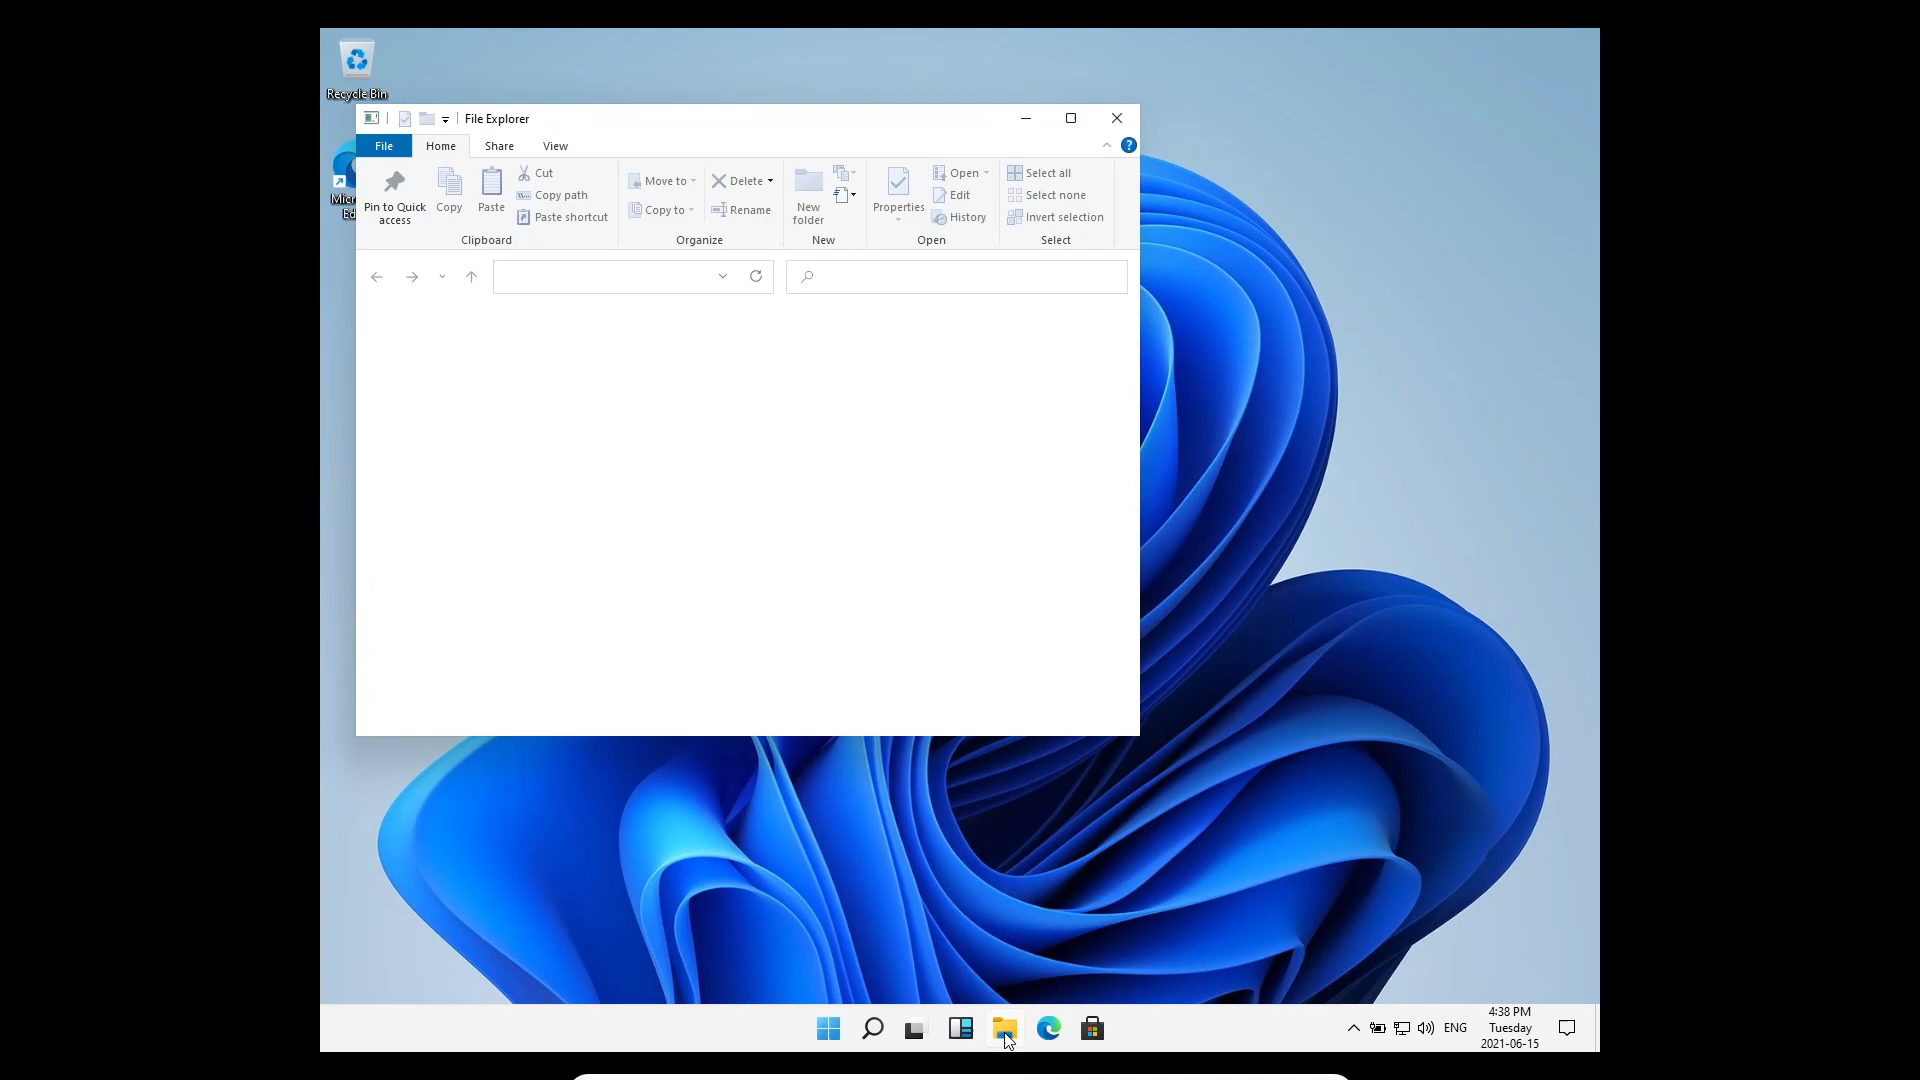 Recycle Bin
File Explorer
File Home Share View
Pin to Quick access
Copy
Paste
Cut
Copy path
Paste shortcut
Clipboard
Move to
Copy to
Delete
Rename
Organize
New folder
New
Properties
Open
Edit
History
Open
Select all
Select none
Invert selection
Select
ENG
4:38 PM
Tuesday
2021-06-15